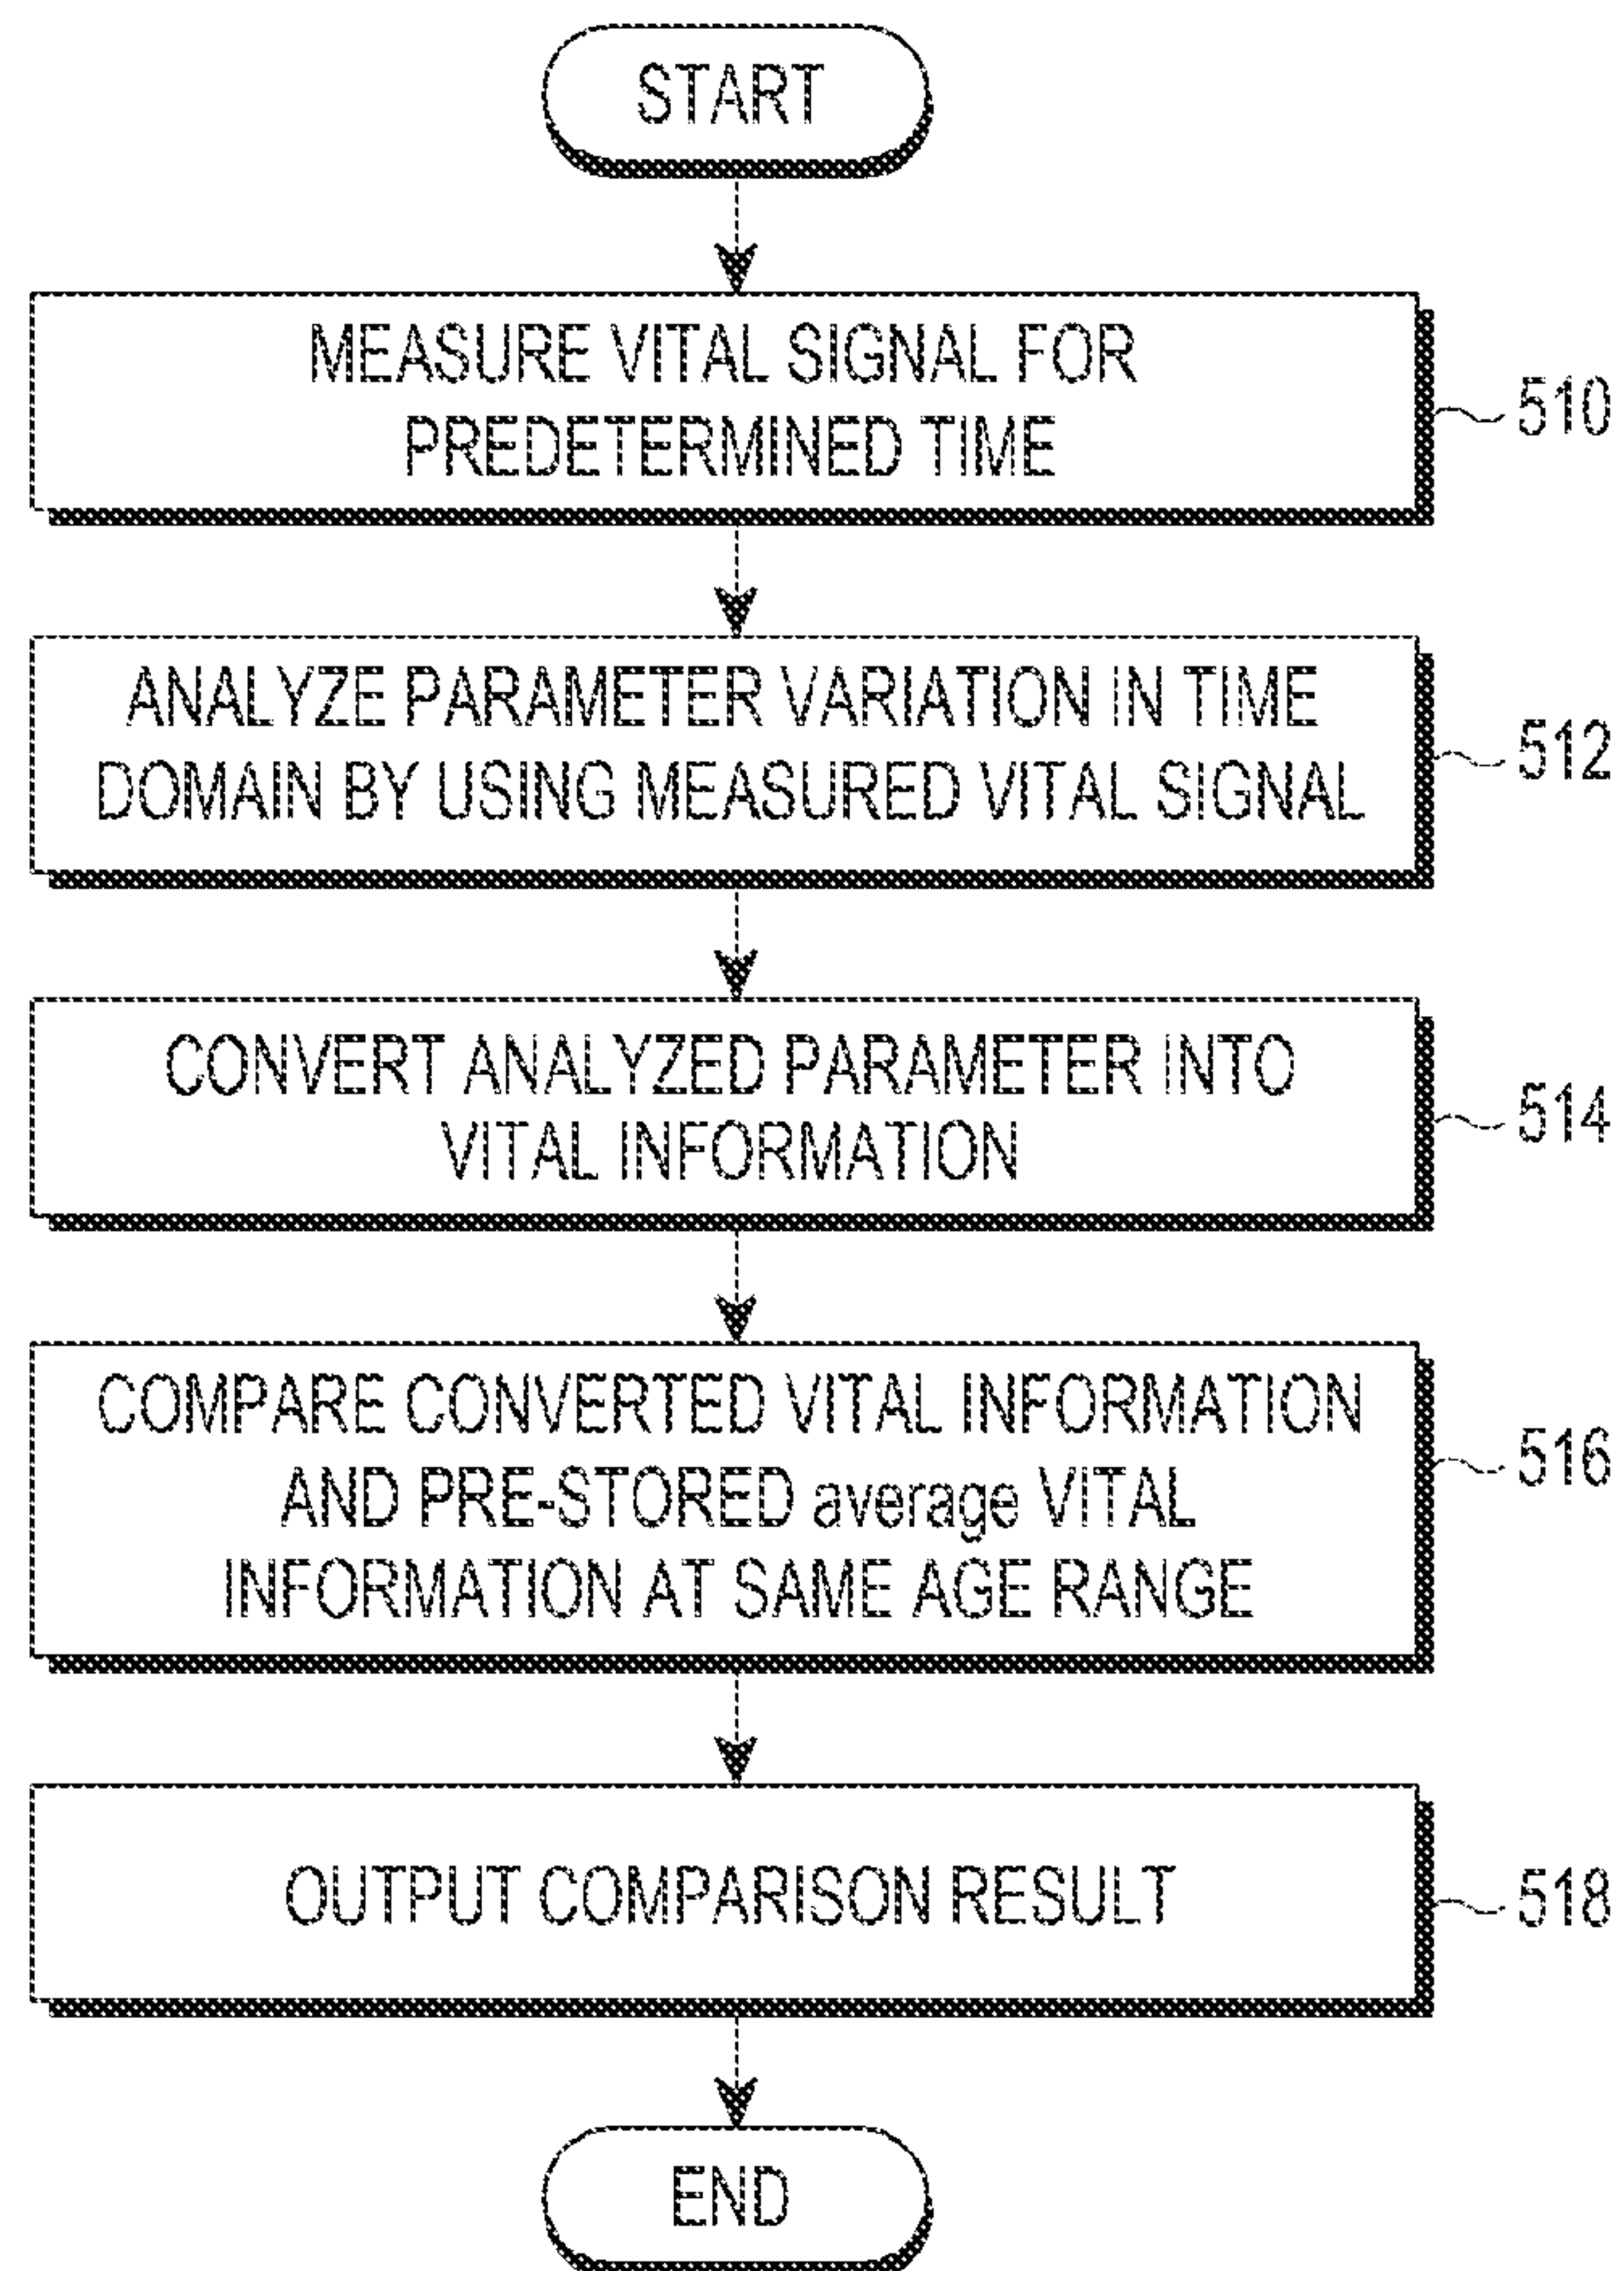 START
MEASURE VITAL SIGNAL FOR
PREDETERMINED TIME
510
ANALYZE PARAMETER VARIATION IN TIME
DOMAIN BY USING MEASURED VITAL SIGNAL
512
CONVERT ANALYZED PARAMETER INTO
VITAL INFORMATION
514
COMPARE CONVERTED VITAL INFORMATION
AND PRE-STORED average VITAL
INFORMATION AT SAME AGE RANGE
516
OUTPUT COMPARISON RESULT
518
END